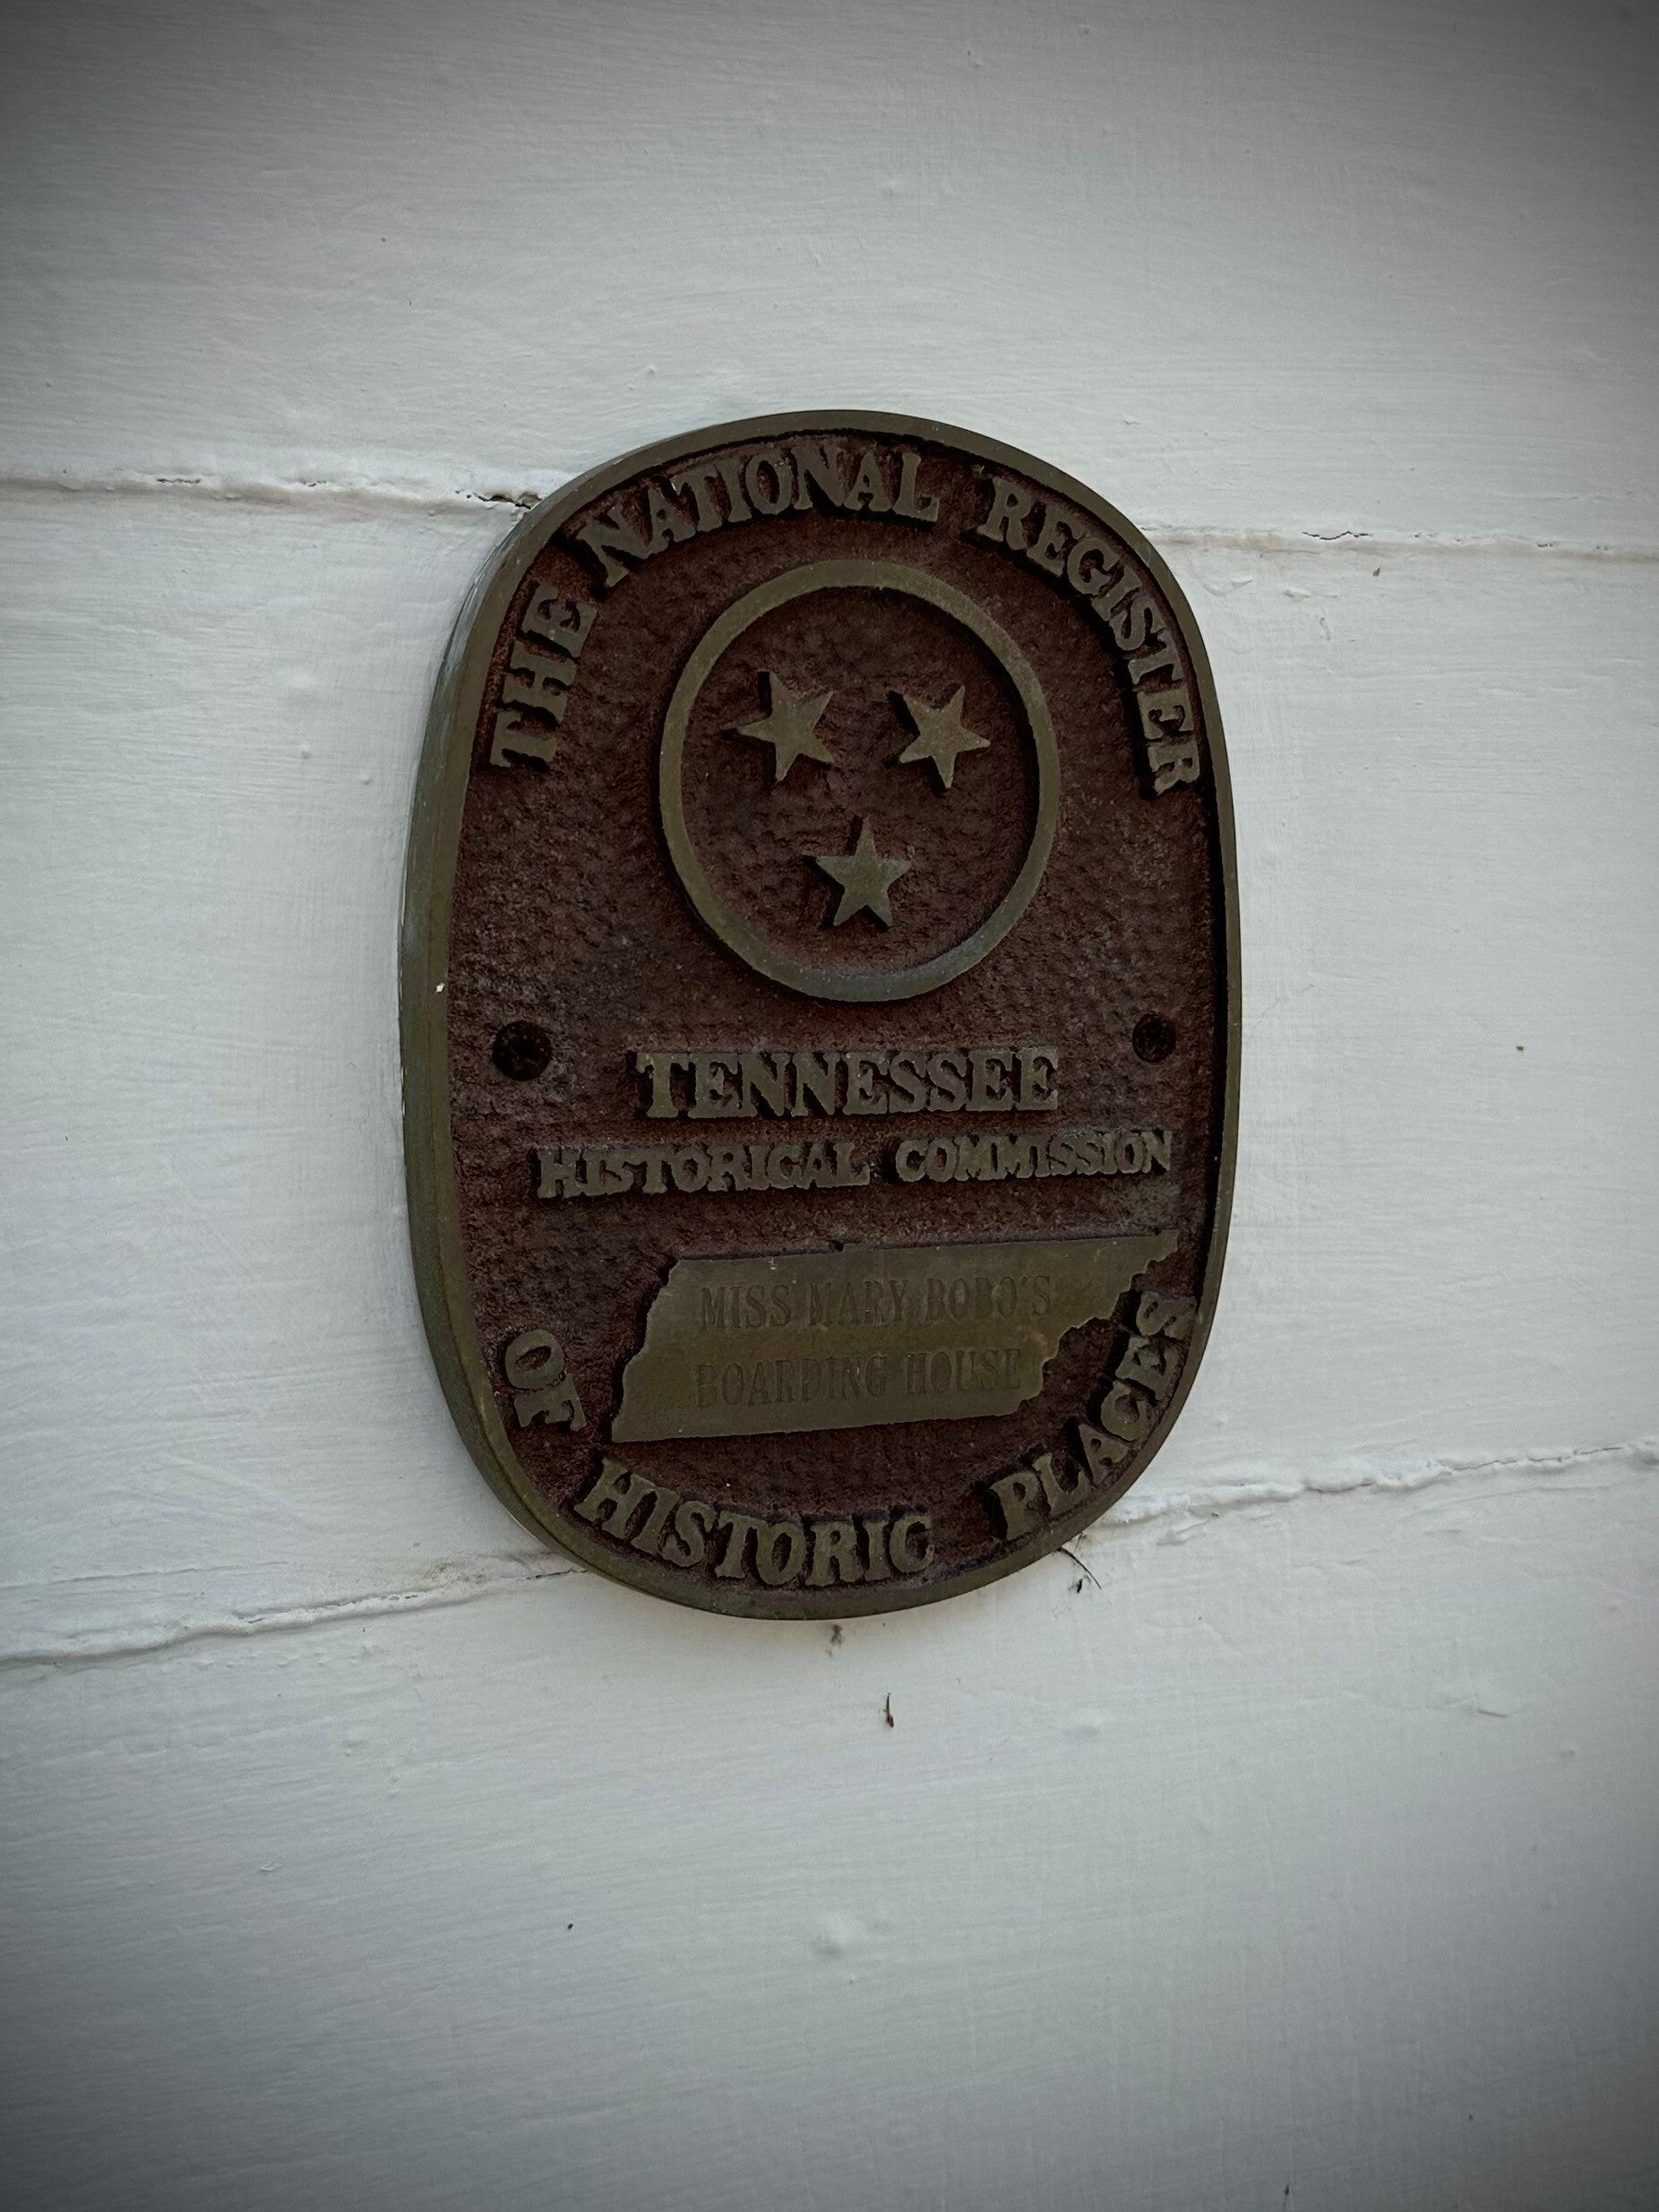 THE NATIONAL REGISTER
TENNESSEE
HISTORICAL COMMISSION
MISS MARY BOBO'S
BOARDING HOUSE
OF HISTORIC PLACES